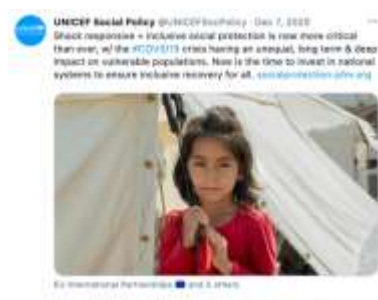 UNICEF Social Policy @UNICEFSocPolicy · Dec 7, 2020
Shock responsive + inclusive social protection is now more critical
than ever, w/ the #COVID19 crisis having an unequal, long term & deep
impact on vulnerable populations. Now is the time to invest in national
systems to ensure inclusive recovery for all. socialprotection-pfm.org
EU International Partnerships and 3 others